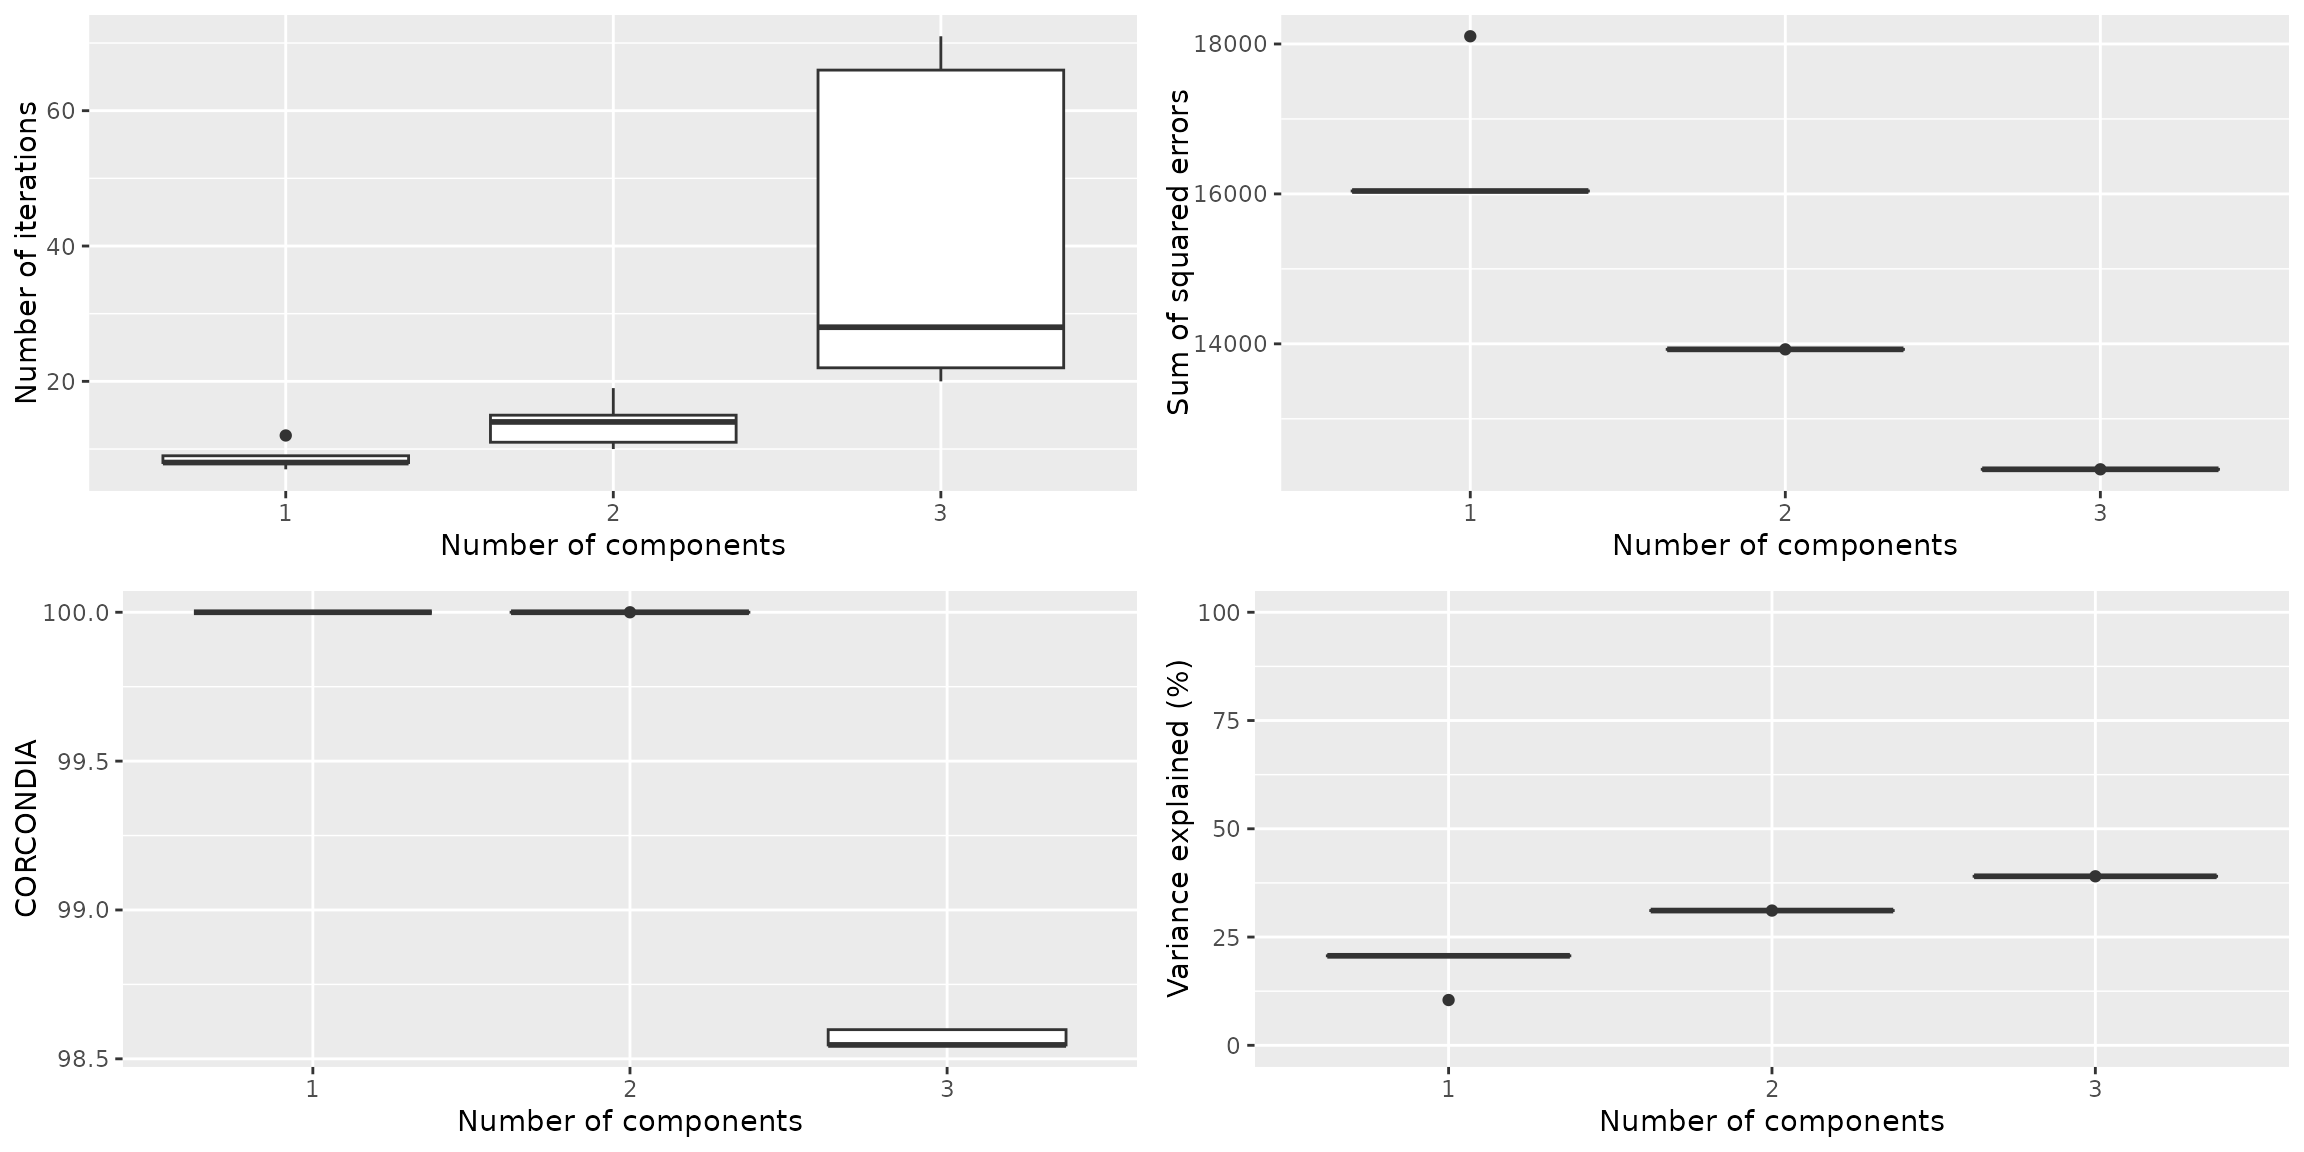 Number of iterations
60
40
20
1 2 3
Number of components
Sum of squared errors
18000
16000
14000
1 2 3
Number of components
CORCONDIA
100.0
99.5
99.0
98.5
1 2 3
Number of components
Variance explained (%)
100
75
50
25
0
1 2 3
Number of components